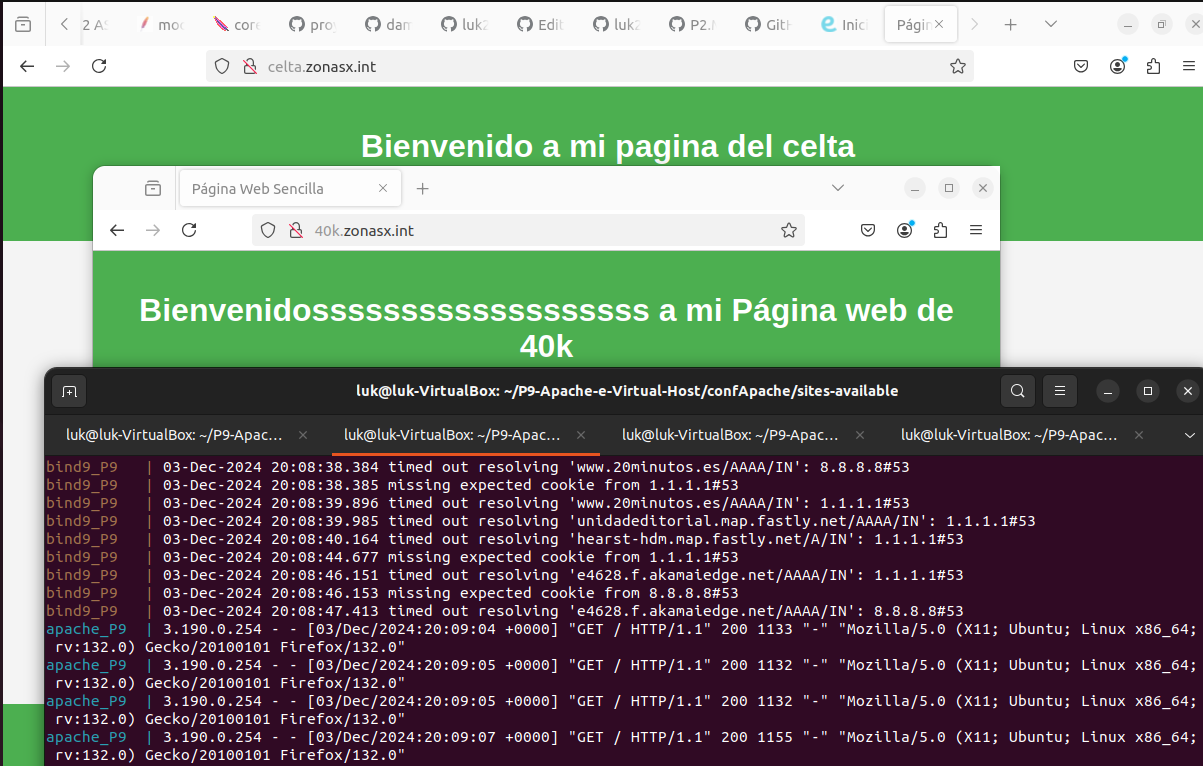 2 AS
moo
core
pro
dam
luk2
Edit
luk2
P2.M
GitH
Inic
Págin
celta.zonasx.int
Bienvenido a mi pagina del celta
Página Web Sencilla
40k.zonasx.int
Bienvenidosssssssssssssssssssss a mi Página web de
40k
luk@luk-VirtualBox: ~/P9-Apache-e-Virtual-Host/confApache/sites-available
luk@luk-VirtualBox: ~/P9-Apac...
luk@luk-VirtualBox: ~/P9-Apac...
luk@luk-VirtualBox: ~/P9-Apac...
luk@luk-VirtualBox: ~/P9-Apac...
bind9_P9 | 03-Dec-2024 20:08:38.384 timed out resolving 'www.20minutos.es/AAAA/IN': 8.8.8.8#53
bind9_P9 | 03-Dec-2024 20:08:38.385 missing expected cookie from 1.1.1.1#53
bind9_P9 | 03-Dec-2024 20:08:39.896 timed out resolving 'www.20minutos.es/AAAA/IN': 1.1.1.1#53
bind9_P9 | 03-Dec-2024 20:08:39.985 timed out resolving 'unidadeditorial.map.fastly.net/AAAA/IN': 1.1.1.1#53
bind9_P9 | 03-Dec-2024 20:08:40.164 timed out resolving 'hearst-hdm.map.fastly.net/A/IN': 1.1.1.1#53
bind9_P9 | 03-Dec-2024 20:08:44.677 missing expected cookie from 1.1.1.1#53
bind9_P9 | 03-Dec-2024 20:08:46.151 timed out resolving 'e4628.f.akamaiedge.net/AAAA/IN': 1.1.1.1#53
bind9_P9 | 03-Dec-2024 20:08:46.153 missing expected cookie from 8.8.8.8#53
bind9_P9 | 03-Dec-2024 20:08:47.413 timed out resolving 'e4628.f.akamaiedge.net/AAAA/IN': 8.8.8.8#53
apache_P9 | 3.190.0.254 - - [03/Dec/2024:20:09:04 +0000] "GET / HTTP/1.1" 200 1133 "-" "Mozilla/5.0 (X11; Ubuntu; Linux x86_64;
rv:132.0) Gecko/20100101 Firefox/132.0"
apache_P9 | 3.190.0.254 - - [03/Dec/2024:20:09:05 +0000] "GET / HTTP/1.1" 200 1132 "-" "Mozilla/5.0 (X11; Ubuntu; Linux x86_64;
rv:132.0) Gecko/20100101 Firefox/132.0"
apache_P9 | 3.190.0.254 - - [03/Dec/2024:20:09:05 +0000] "GET / HTTP/1.1" 200 1132 "-" "Mozilla/5.0 (X11; Ubuntu; Linux x86_64;
rv:132.0) Gecko/20100101 Firefox/132.0"
apache_P9 | 3.190.0.254 - - [03/Dec/2024:20:09:07 +0000] "GET / HTTP/1.1" 200 1155 "-" "Mozilla/5.0 (X11; Ubuntu; Linux x86_64;
rv:132.0) Gecko/20100101 Firefox/132.0"